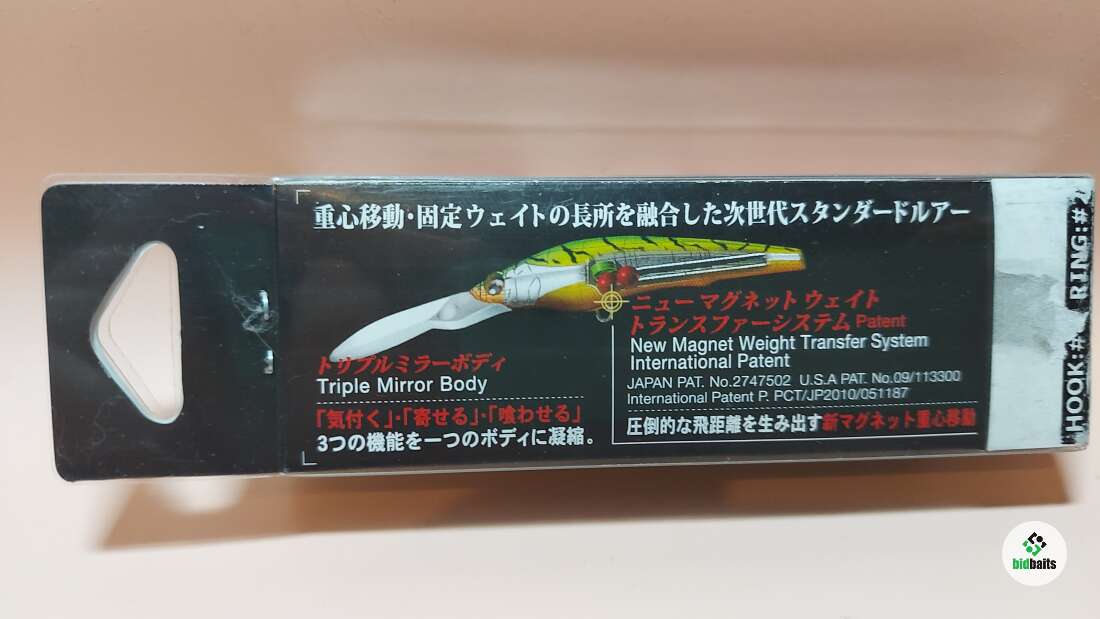 重心移動・固定ウェイトの長所を融合した次世代スタンダードルアー
トリプルミラーボディ
Triple Mirror Body
「気付く」・「寄せる」・「喰わせる」
3つの機能を一つのボディに凝縮。
ニュー マグネット ウェイト
トランスファーシステム Patent
New Magnet Weight Transfer System
International Patent
JAPAN PAT. No.2747502 U.S.A PAT. No.09/113300
International Patent P. PCT/JP2010/051187
圧倒的な飛距離を生み出す新マグネット重心移動
HOOK:# RING:#2
bidbaits